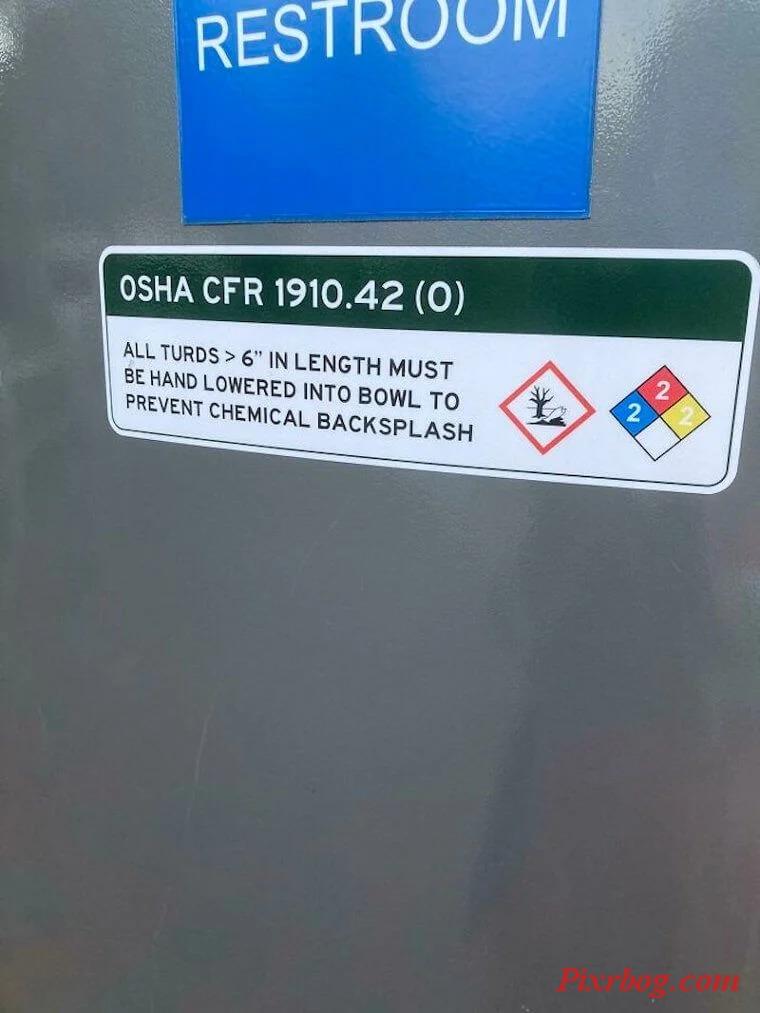 RESTROOM
OSHA CFR 1910.42 (O)
ALL TURDS > 6" IN LENGTH MUST
BE HAND LOWERED INTO BOWL TO
PREVENT CHEMICAL BACKSPLASH
2
2 2
Pixrbog.com